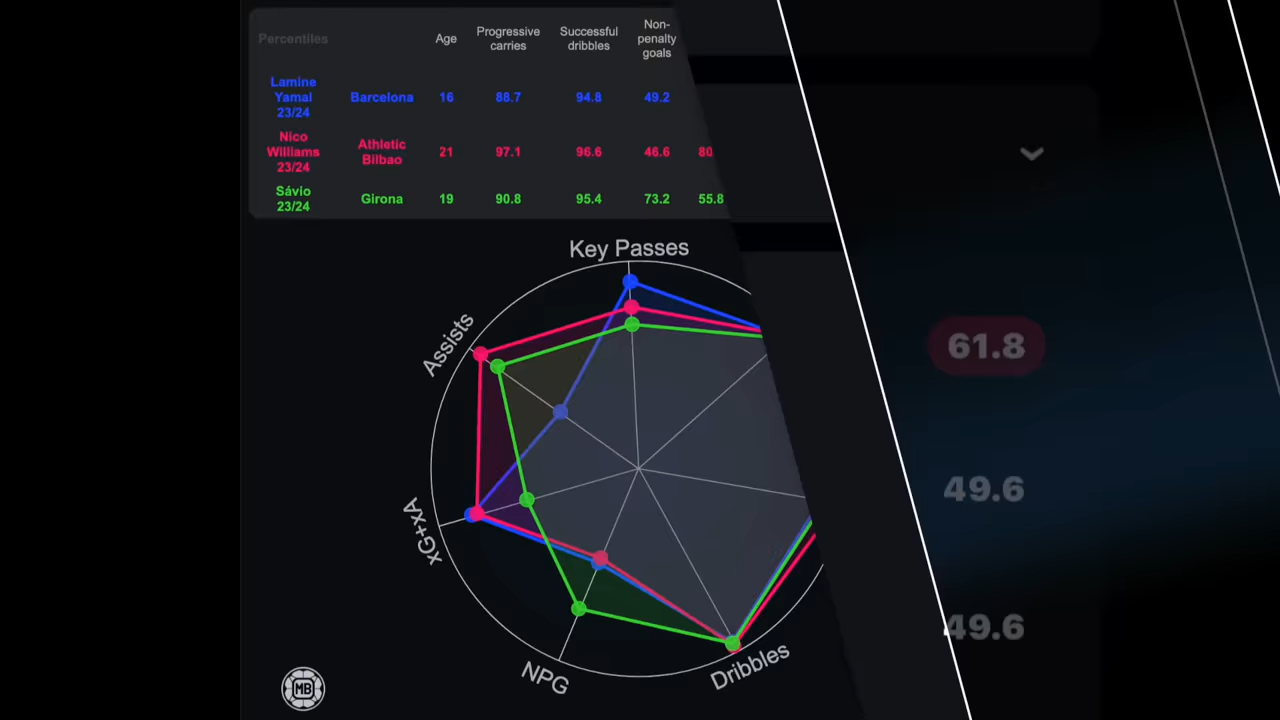 Percentiles
Age
Progressive
carries
Successful
dribbles
Non-
penalty
goals
Lamine
Yamal
23/24
Barcelona
16
88.7
94.8
49.2
Nico
Williams
23/24
Athletic
Bilbao
21
97.1
96.6
46.6
80
Sávio
23/24
Girona
19
90.8
95.4
73.2
55.8
Key Passes
Assists
xG+xA
NPG
Dribbles
61.8
49.6
49.6
MB